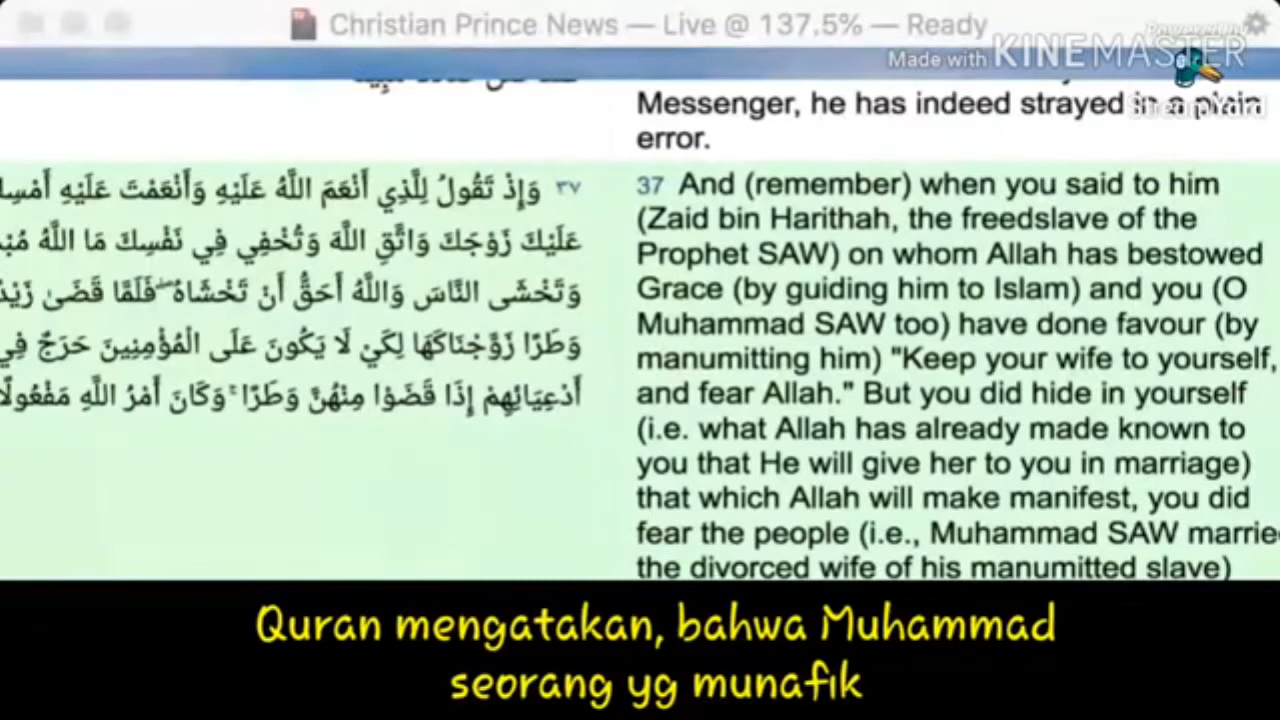 Christian Prince News — Live @ 137.5% — Ready
Made with KINEMASTER
Messenger, he has indeed strayed in a plain
error.
٣٧ وَإِذْ تَقُولُ لِلَّذِي أَنْعَمَ اللَّهُ عَلَيْهِ وَأَنْعَمْتَ عَلَيْهِ
عَلَيْكَ زَوْجَكَ وَاتَّقِ اللَّهَ وَتُخْفِي فِي نَفْسِكَ مَا اللَّهُ
وَتَخْشَى النَّاسَ وَاللَّهُ أَحَقُّ أَنْ تَخْشَاهُ ۖ فَلَمَّا قَضَىٰ زَيْدٌ
وَطَرًا زَوَّجْنَاكَهَا لِكَيْ لَا يَكُونَ عَلَى الْمُؤْمِنِينَ حَرَجٌ فِي
أَدْعِيَائِهِمْ إِذَا قَضَوْا مِنْهُنَّ وَطَرًا ۚ وَكَانَ أَمْرُ اللَّهِ مَفْعُولًا
37 And (remember) when you said to him
(Zaid bin Harithah, the freedslave of the
Prophet SAW) on whom Allah has bestowed
Grace (by guiding him to Islam) and you (O
Muhammad SAW too) have done favour (by
manumitting him) "Keep your wife to yourself,
and fear Allah." But you did hide in yourself
(i.e. what Allah has already made known to
you that He will give her to you in marriage)
that which Allah will make manifest, you did
fear the people (i.e., Muhammad SAW marrie
the divorced wife of his manumitted slave)
Quran mengatakan, bahwa Muhammad
seorang yg munafik